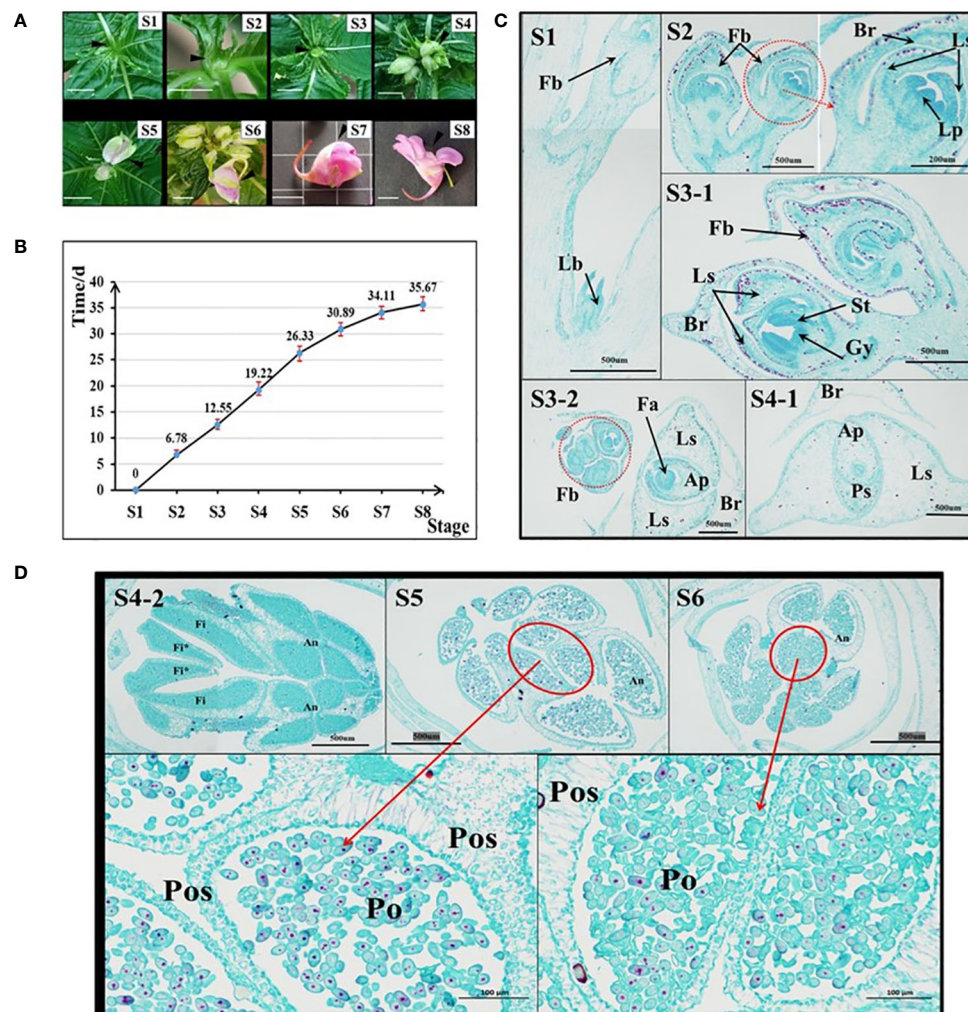 A
S1 S2 S3 S4
S5 S6 S7 S8
B
Time/d
40
35
30
25
20
15
10
5
0
0 6.78 12.55 19.22 26.33 30.89 34.11 35.67
S1 S2 S3 S4 S5 S6 S7 S8
Stage
C
S1
Fb
Lb
500um
S2
Fb
500um
Br
Ls
Lp
200um
S3-1
Fb
Ls
Br
St
Gy
500um
S3-2
Fb
Fa
Ls
Ap
Br
Ls
500um
S4-1
Br
Ap
Ps
Ls
500um
D
S4-2
Fi
Fi*
Fi*
Fi
An
An
500um
S5
An
500um
S6
An
500um
Pos
Pos
Po
100 μm
Pos
Po
100 μm